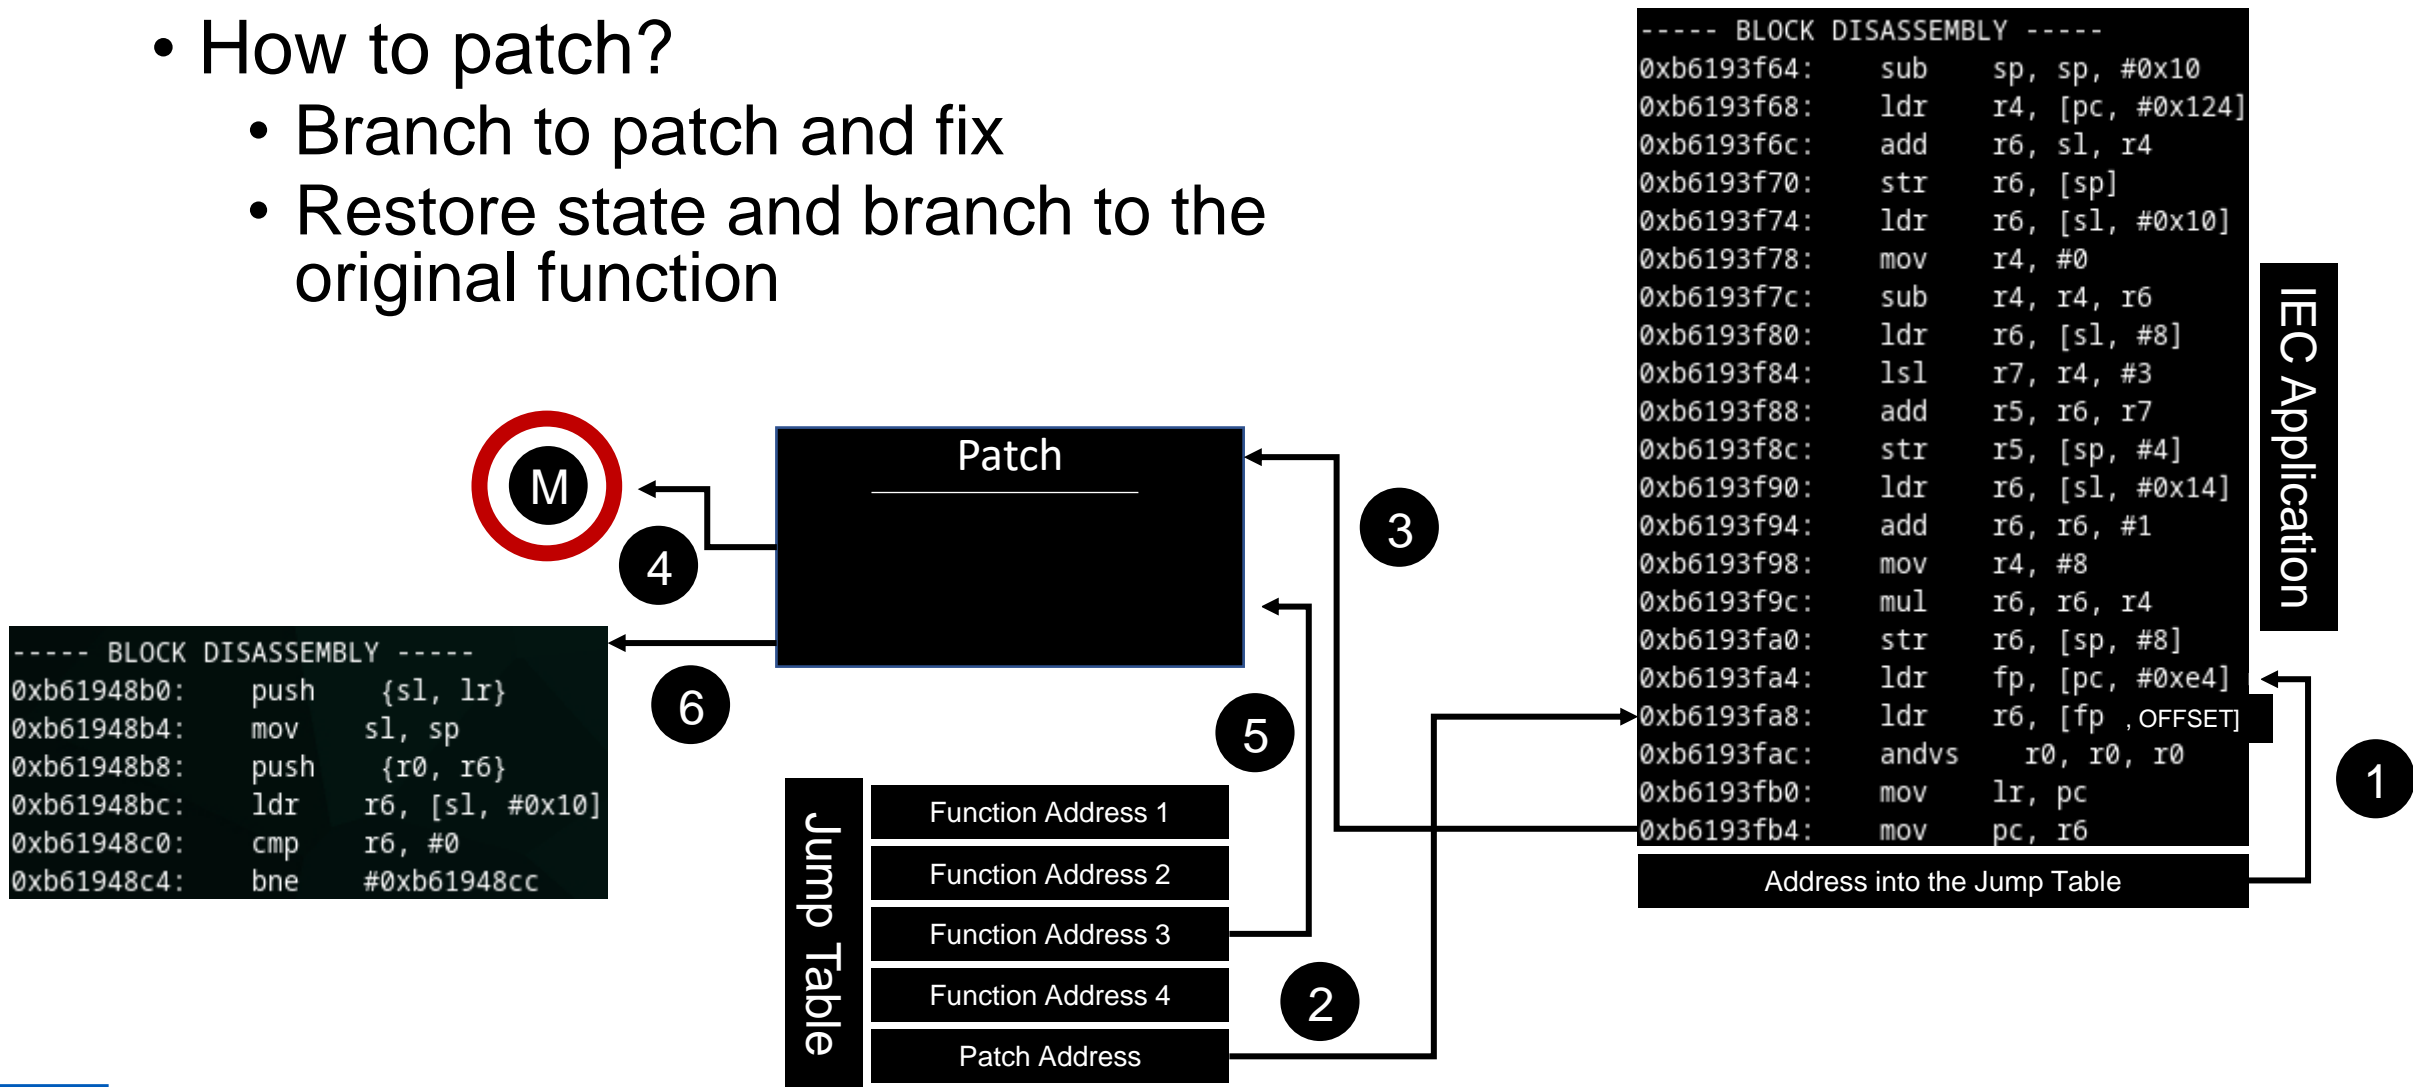 • How to patch?
• Branch to patch and fix
• Restore state and branch to the
original function
----- BLOCK DISASSEMBLY -----
0xb6193f64: sub sp, sp, #0x10
0xb6193f68: ldr r4, [pc, #0x124]
0xb6193f6c: add r6, sl, r4
0xb6193f70: str r6, [sp]
0xb6193f74: ldr r6, [sl, #0x10]
0xb6193f78: mov r4, #0
0xb6193f7c: sub r4, r4, r6
0xb6193f80: ldr r6, [sl, #8]
0xb6193f84: lsl r7, r4, #3
0xb6193f88: add r5, r6, r7
0xb6193f8c: str r5, [sp, #4]
0xb6193f90: ldr r6, [sl, #0x14]
0xb6193f94: add r6, r6, #1
0xb6193f98: mov r4, #8
0xb6193f9c: mul r6, r6, r4
0xb6193fa0: str r6, [sp, #8]
0xb6193fa4: ldr fp, [pc, #0xe4]
0xb6193fa8: ldr r6, [fp , OFFSET]
0xb6193fac: andvs r0, r0, r0
0xb6193fb0: mov lr, pc
0xb6193fb4: mov pc, r6
Address into the Jump Table
IEC Application
1
M
4
Patch
3
5
6
----- BLOCK DISASSEMBLY -----
0xb61948b0: push {sl, lr}
0xb61948b4: mov sl, sp
0xb61948b8: push {r0, r6}
0xb61948bc: ldr r6, [sl, #0x10]
0xb61948c0: cmp r6, #0
0xb61948c4: bne #0xb61948cc
Jump Table
Function Address 1
Function Address 2
Function Address 3
Function Address 4
Patch Address
2